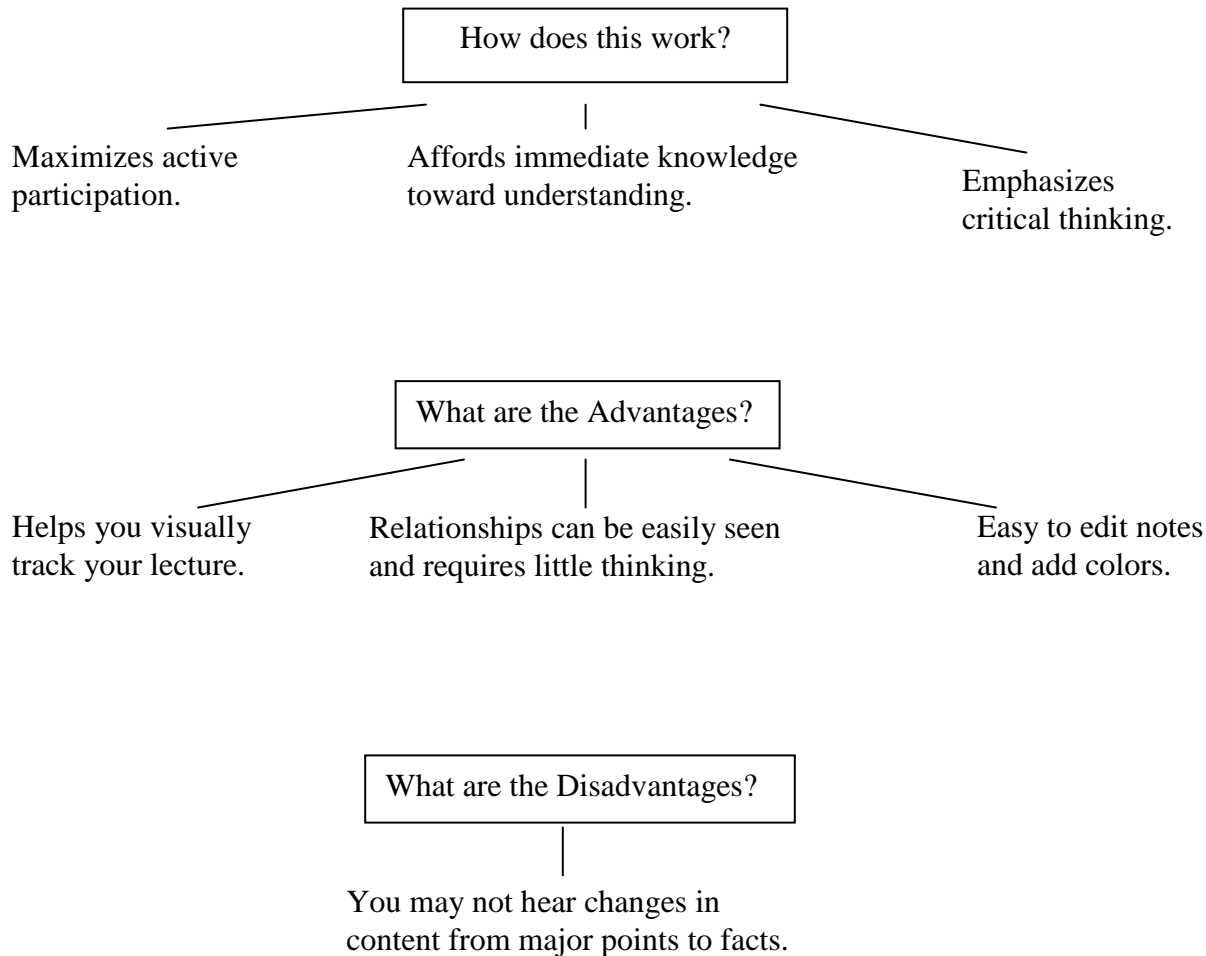 How does this work?
Maximizes active
participation.
Affords immediate knowledge
toward understanding.
Emphasizes
critical thinking.
What are the Advantages?
Helps you visually
track your lecture.
Relationships can be easily seen
and requires little thinking.
Easy to edit notes
and add colors.
What are the Disadvantages?
You may not hear changes in
content from major points to facts.